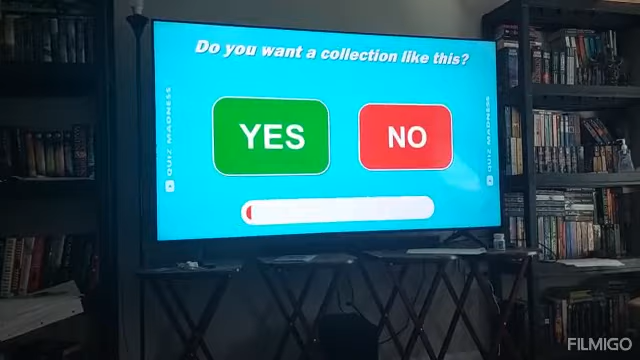 Do you want a collection like this?
QUIZ MADNESS
YES
NO
QUIZ MADNESS
FILMIGO